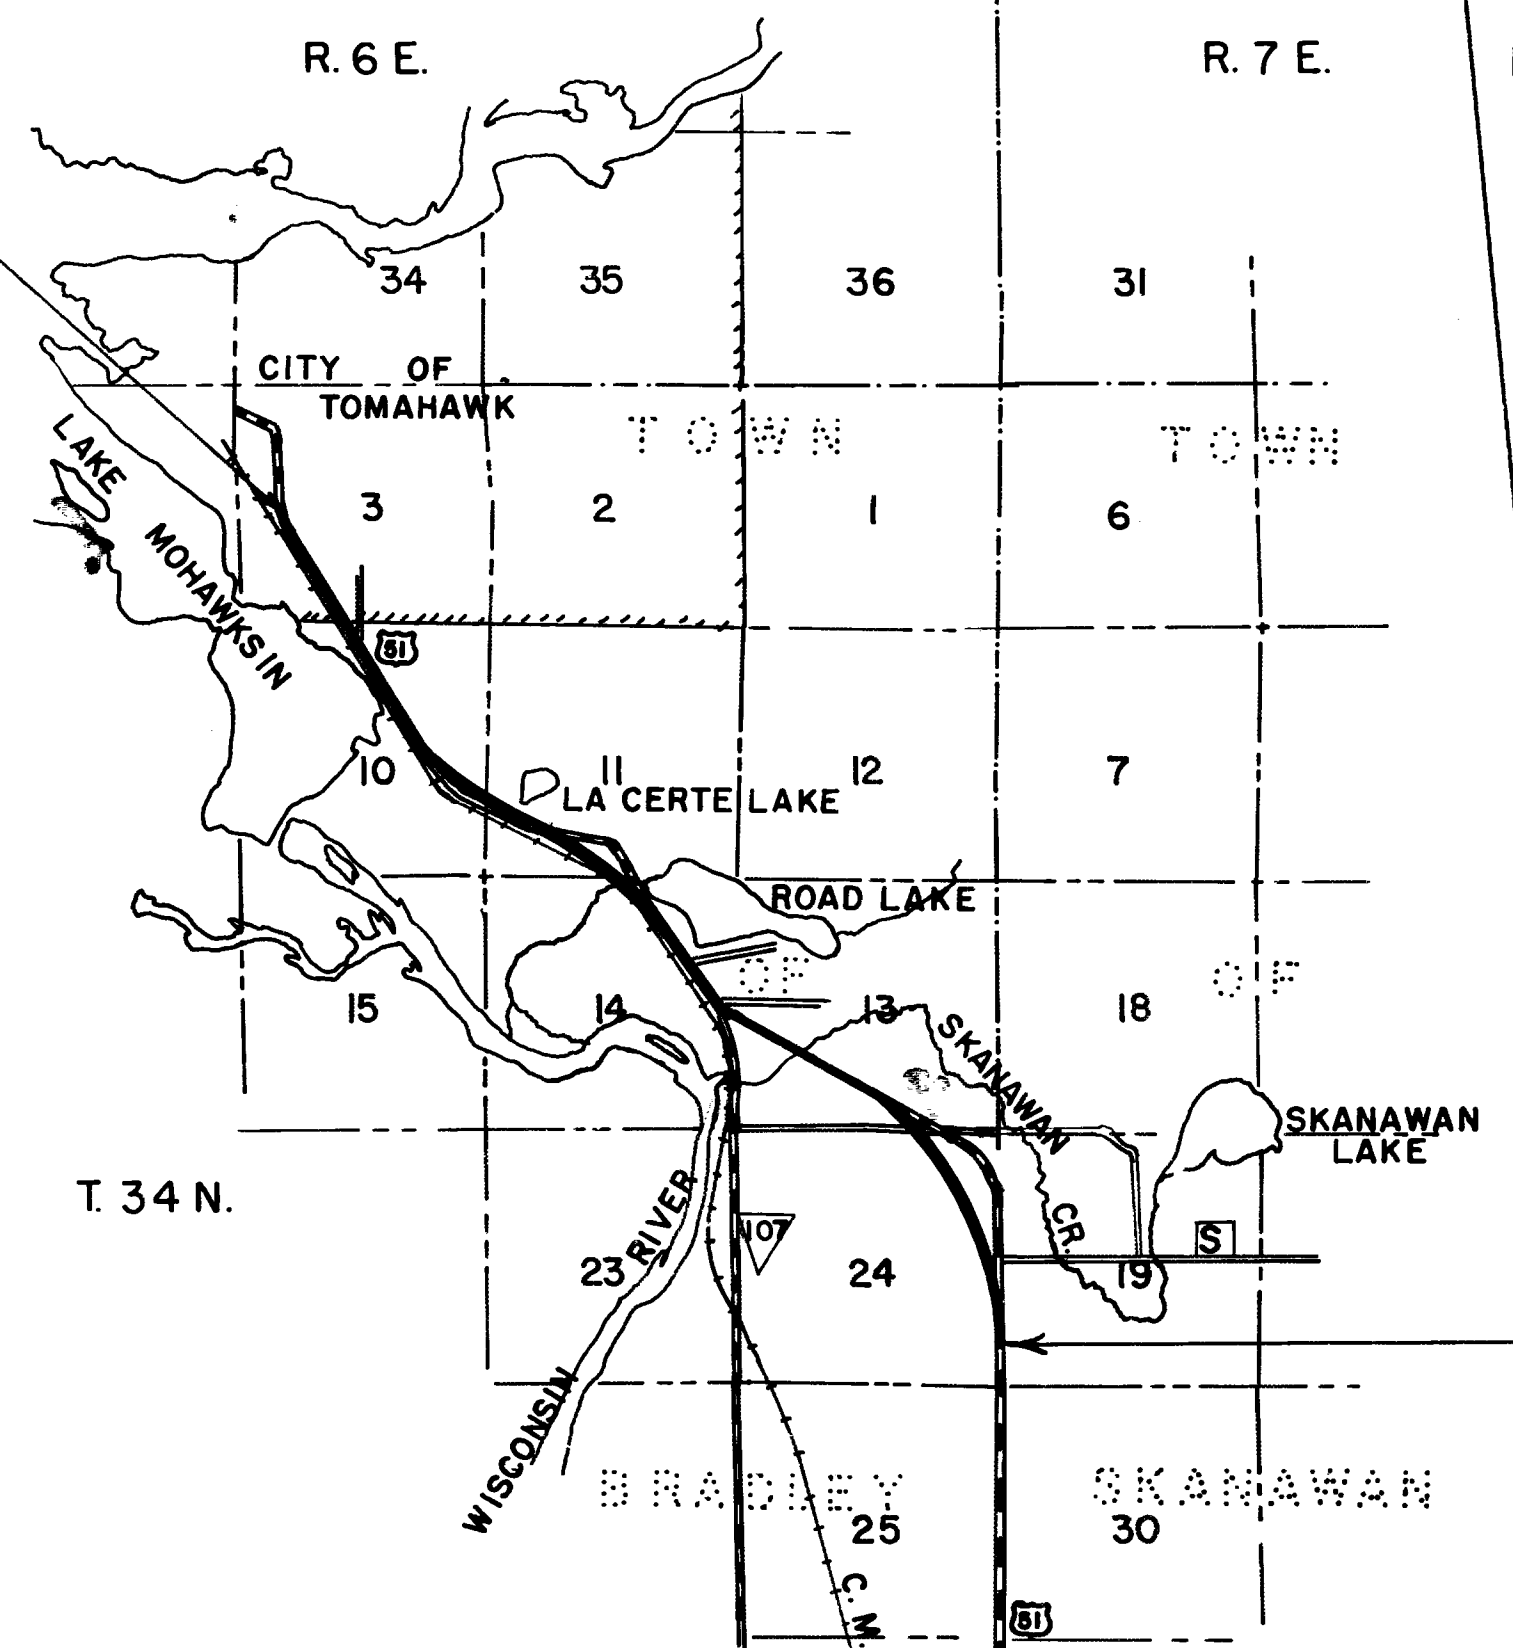 R. 6 E.
R. 7 E.
34
35
36
31
CITY OF
TOMAHAWK
TOWN
TOWN
LAKE
MOHAWKSIN
3
2
1
6
51
10
11
12
7
LA CERTE LAKE
ROAD LAKE
OF
OF
15
14
13
18
SKANAWAN
CR.
SKANAWAN
LAKE
T. 34 N.
RIVER
107
S
23
24
19
WISCONSIN
BRADLEY
SKANAWAN
25
30
C. M.
51